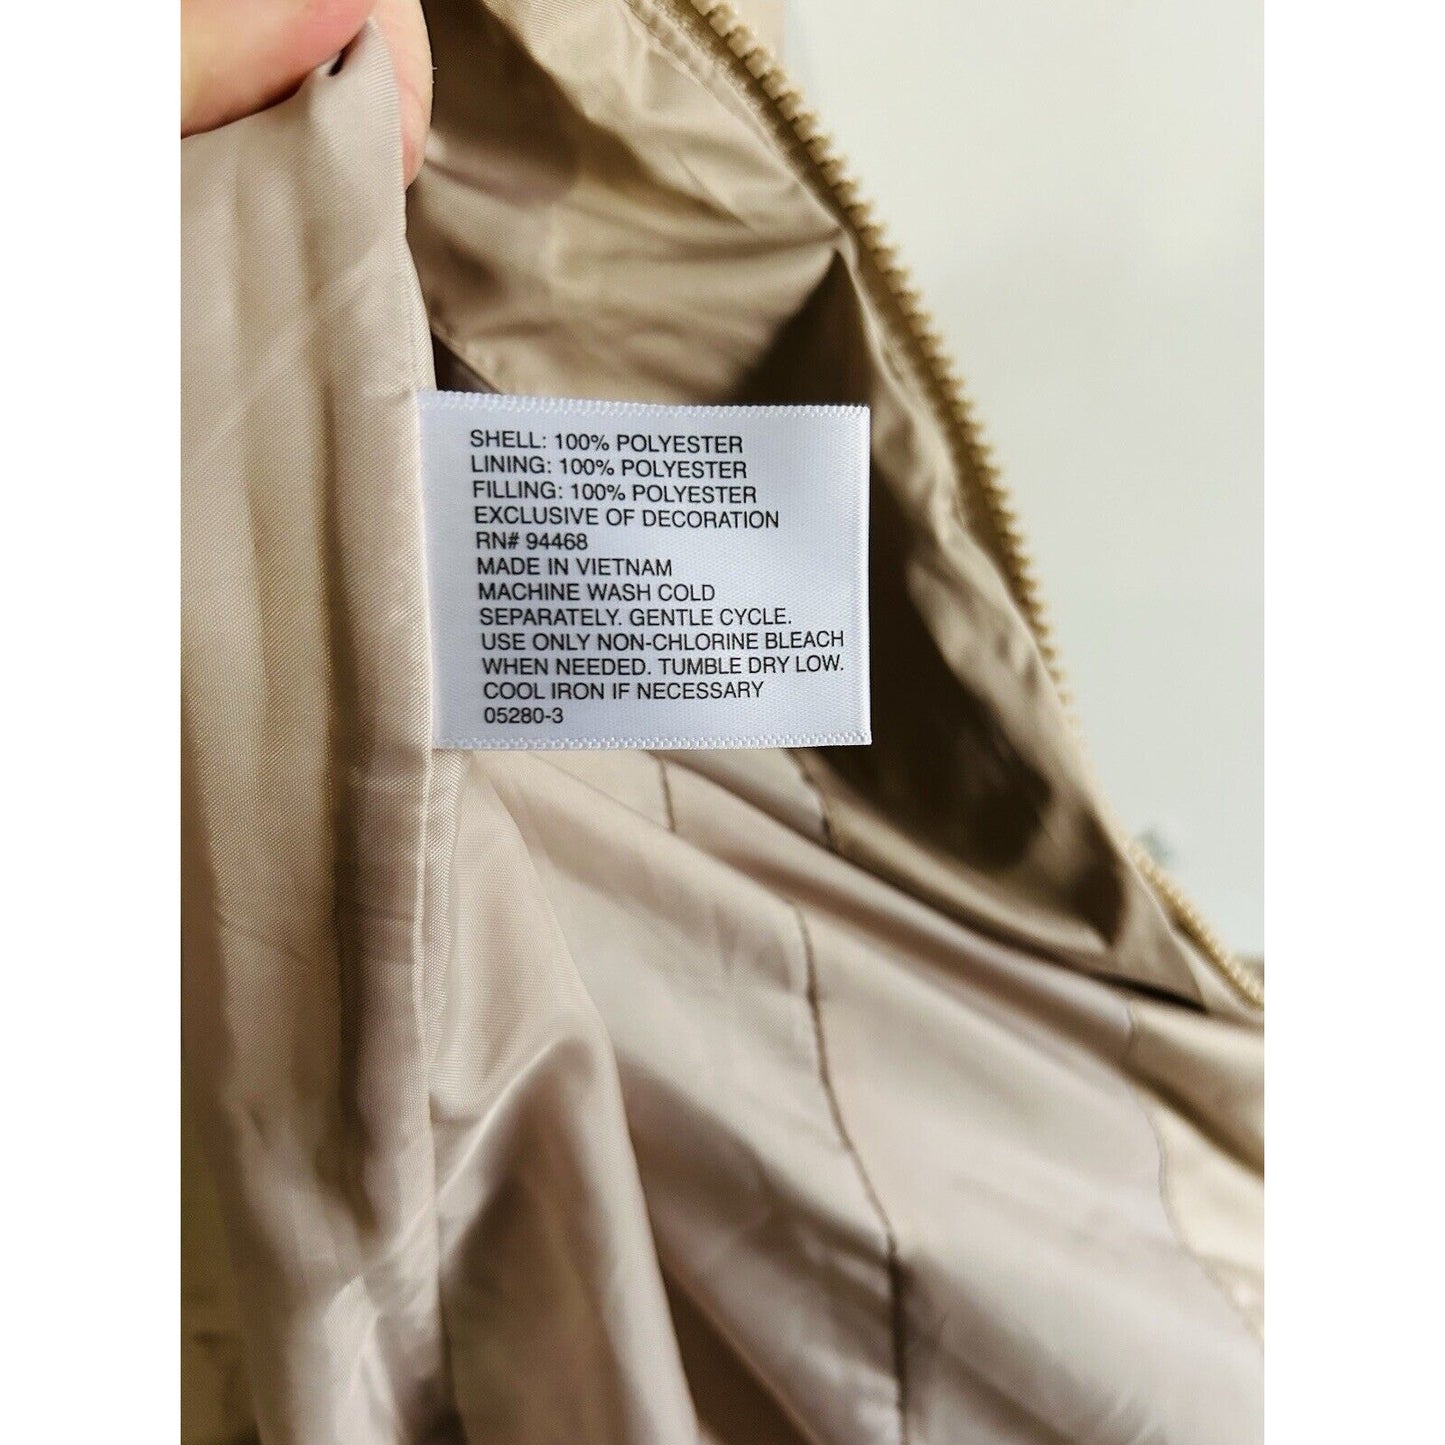 SHELL: 100% POLYESTER
LINING: 100% POLYESTER
FILLING: 100% POLYESTER
EXCLUSIVE OF DECORATION
RN# 94468
MADE IN VIETNAM
MACHINE WASH COLD
SEPARATELY. GENTLE CYCLE.
USE ONLY NON-CHLORINE BLEACH
WHEN NEEDED. TUMBLE DRY LOW.
COOL IRON IF NECESSARY
05280-3